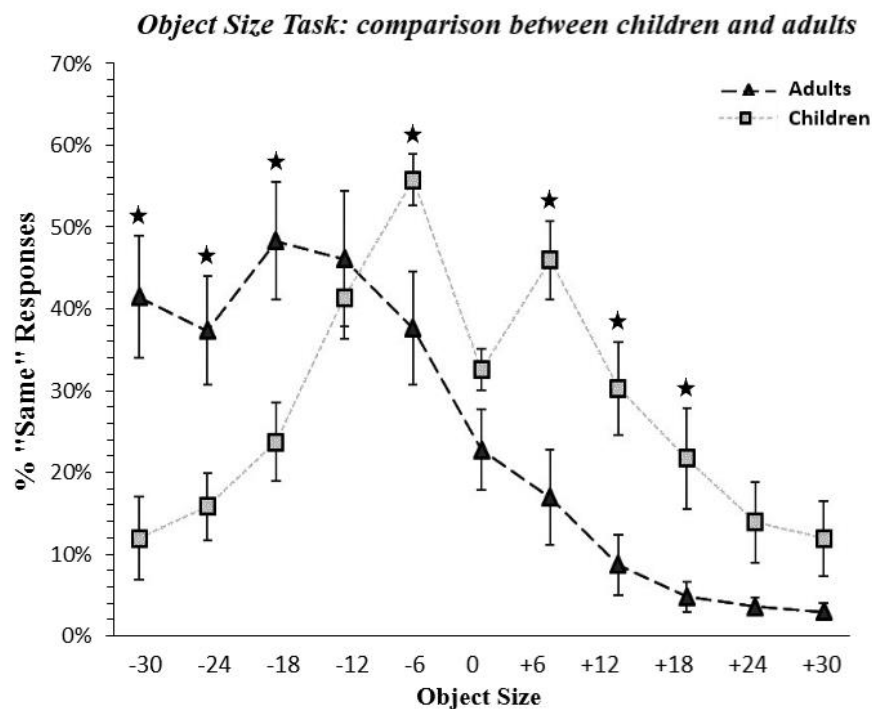 Object Size Task: comparison between children and adults
70%
60%
50%
40%
30%
20%
10%
0%
% "Same" Responses
Adults
Children
-30 -24 -18 -12 -6 0 +6 +12 +18 +24 +30
Object Size